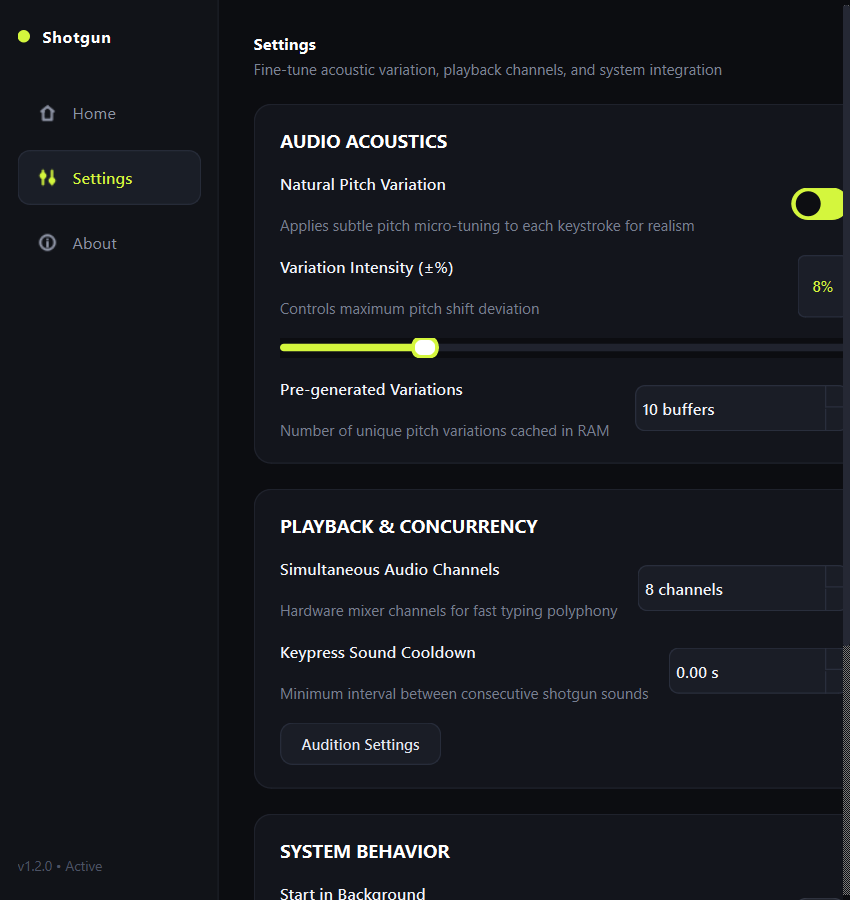 Shotgun
Home
Settings
About
v1.2.0 • Active
Settings
Fine-tune acoustic variation, playback channels, and system integration
AUDIO ACOUSTICS
Natural Pitch Variation
Applies subtle pitch micro-tuning to each keystroke for realism
Variation Intensity (±%)
8%
Controls maximum pitch shift deviation
Pre-generated Variations
10 buffers
Number of unique pitch variations cached in RAM
PLAYBACK & CONCURRENCY
Simultaneous Audio Channels
8 channels
Hardware mixer channels for fast typing polyphony
Keypress Sound Cooldown
0.00 s
Minimum interval between consecutive shotgun sounds
Audition Settings
SYSTEM BEHAVIOR
Start in Background